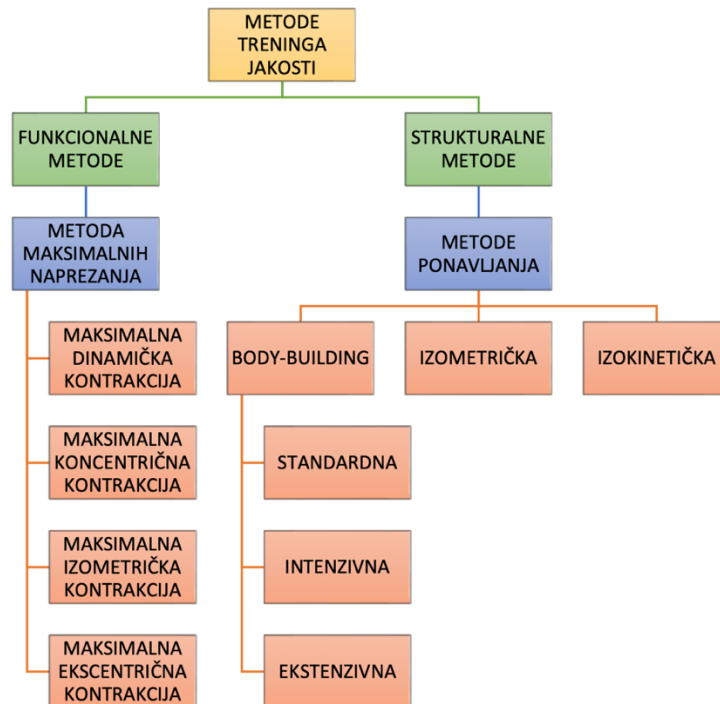 METODE
TRENINGA
JAKOSTI
FUNKCIONALNE
METODE
STRUKTURALNE
METODE
METODA
MAKSIMALNIH
NAPREZANJA
METODE
PONAVLJANJA
MAKSIMALNA
DINAMIČKA
KONTRAKCIJA
BODY-BUILDING
IZOMETRIČKA
IZOKINETIČKA
MAKSIMALNA
KONCENTRIČNA
KONTRAKCIJA
STANDARDNA
MAKSIMALNA
IZOMETRIČKA
KONTRAKCIJA
INTENZIVNA
MAKSIMALNA
EKSCENTRIČNA
KONTRAKCIJA
EKSTENZIVNA